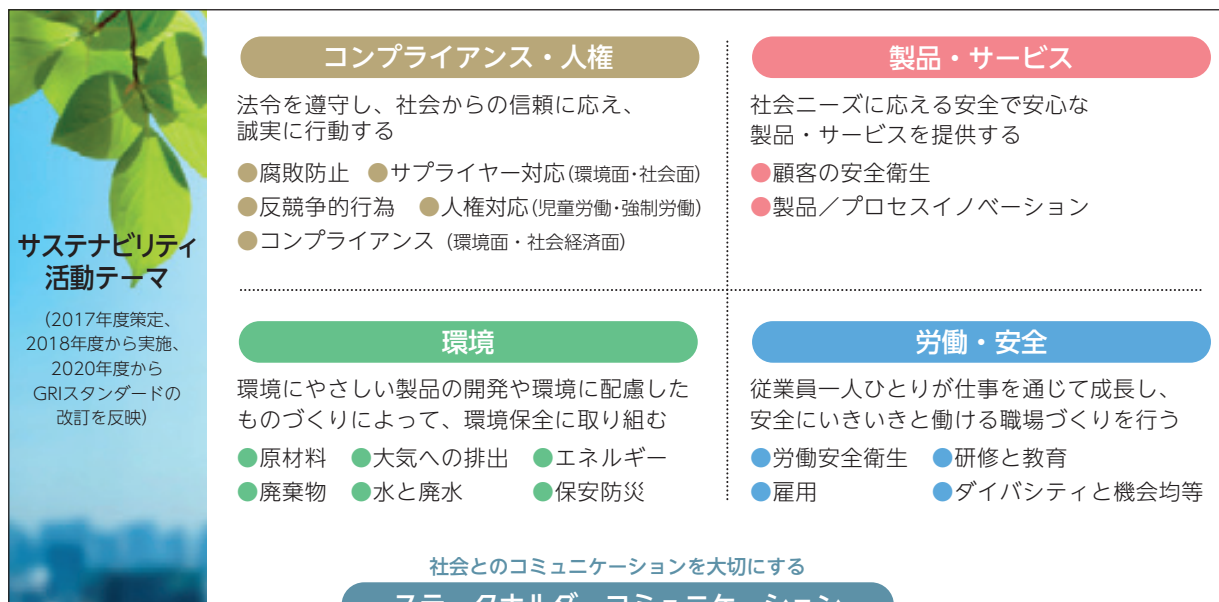 サステナビリティ
活動テーマ
(2017年度策定、
2018年度から実施、
2020年度から
GRIスタンダードの
改訂を反映)
コンプライアンス・人権
法令を遵守し、社会からの信頼に応え、
誠実に行動する
●腐敗防止 ●サプライヤー対応(環境面・社会面)
●反競争的行為 ●人権対応(児童労働・強制労働)
●コンプライアンス (環境面・社会経済面)
製品・サービス
社会ニーズに応える安全で安心な
製品・サービスを提供する
●顧客の安全衛生
●製品/プロセスイノベーション
環境
環境にやさしい製品の開発や環境に配慮した
ものづくりによって、環境保全に取り組む
●原材料 ●大気への排出 ●エネルギー
●廃棄物 ●水と廃水 ●保安防災
労働・安全
従業員一人ひとりが仕事を通じて成長し、
安全にいきいきと働ける職場づくりを行う
●労働安全衛生 ●研修と教育
●雇用 ●ダイバシティと機会均等
社会とのコミュニケーションを大切にする
ステークホルダーコミュニケーション